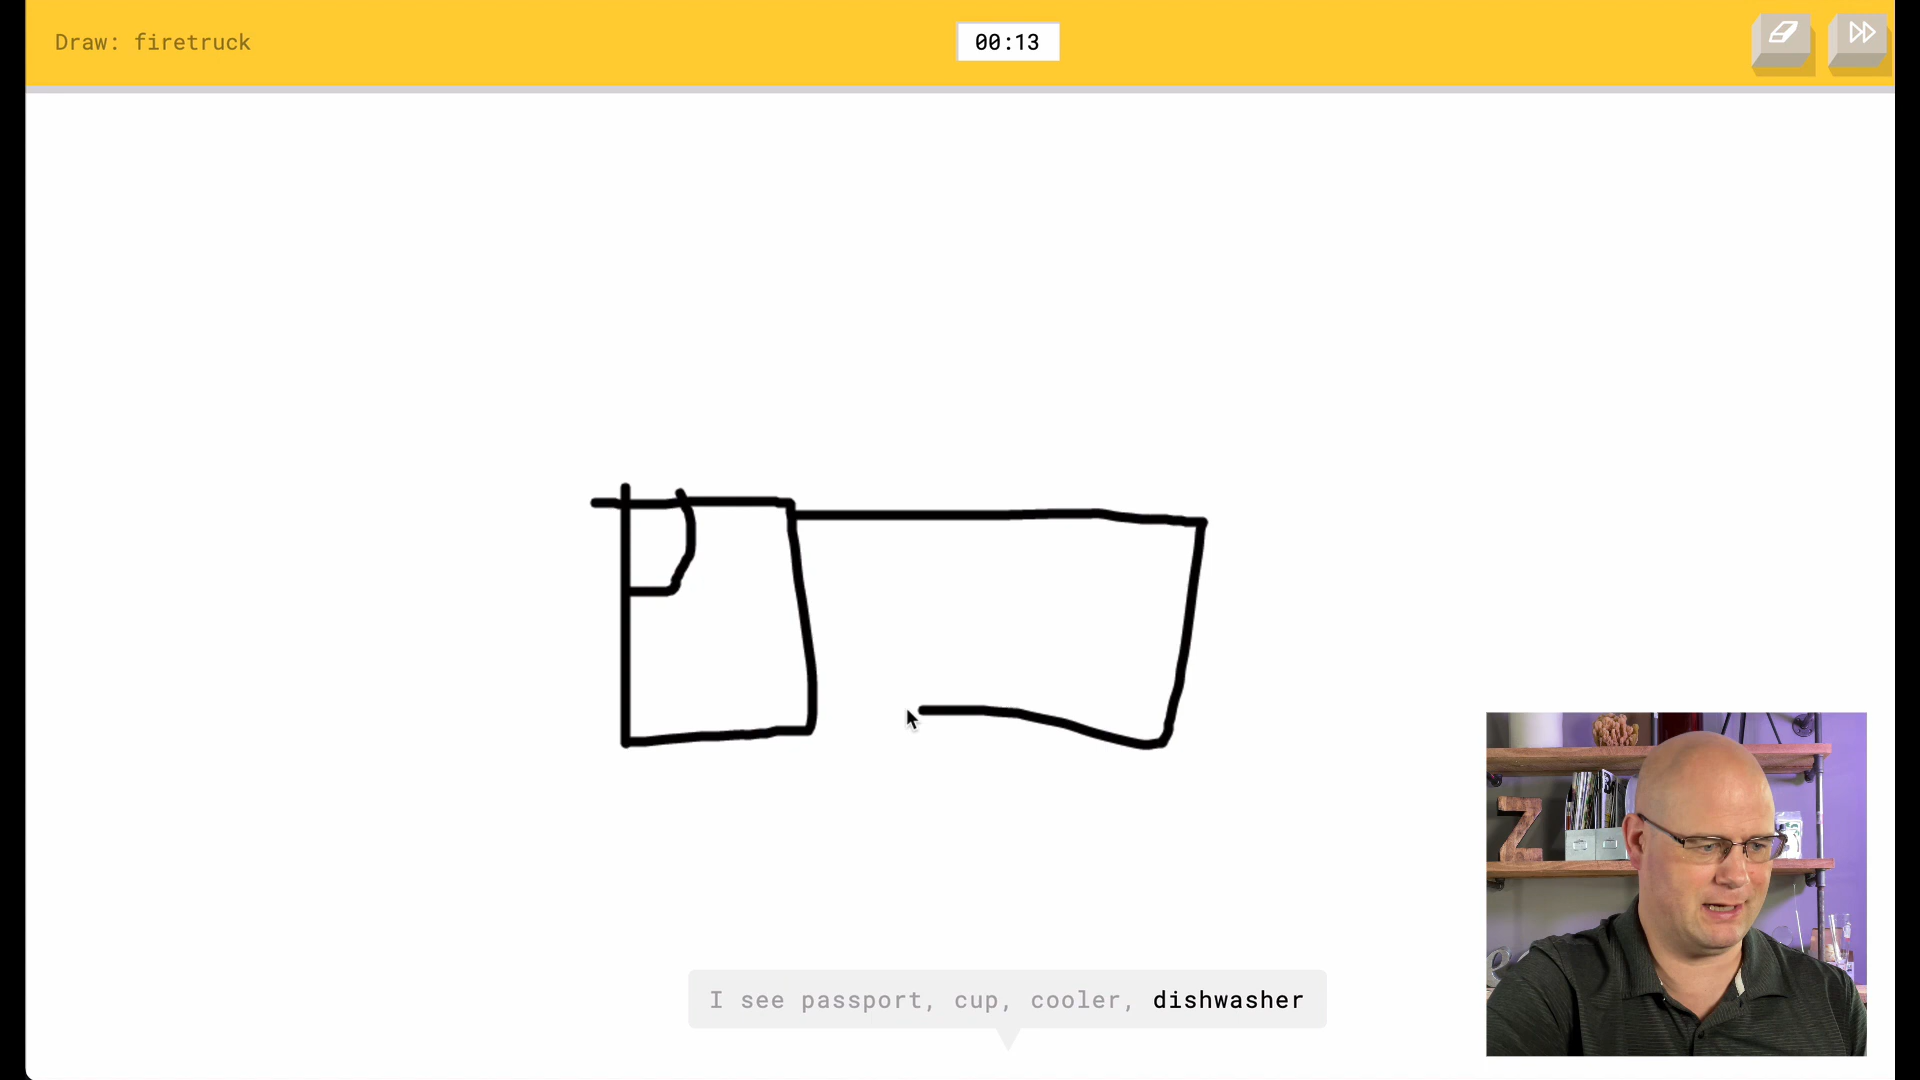 Draw: firetruck
00:13
I see passport, cup, cooler, dishwasher
Z